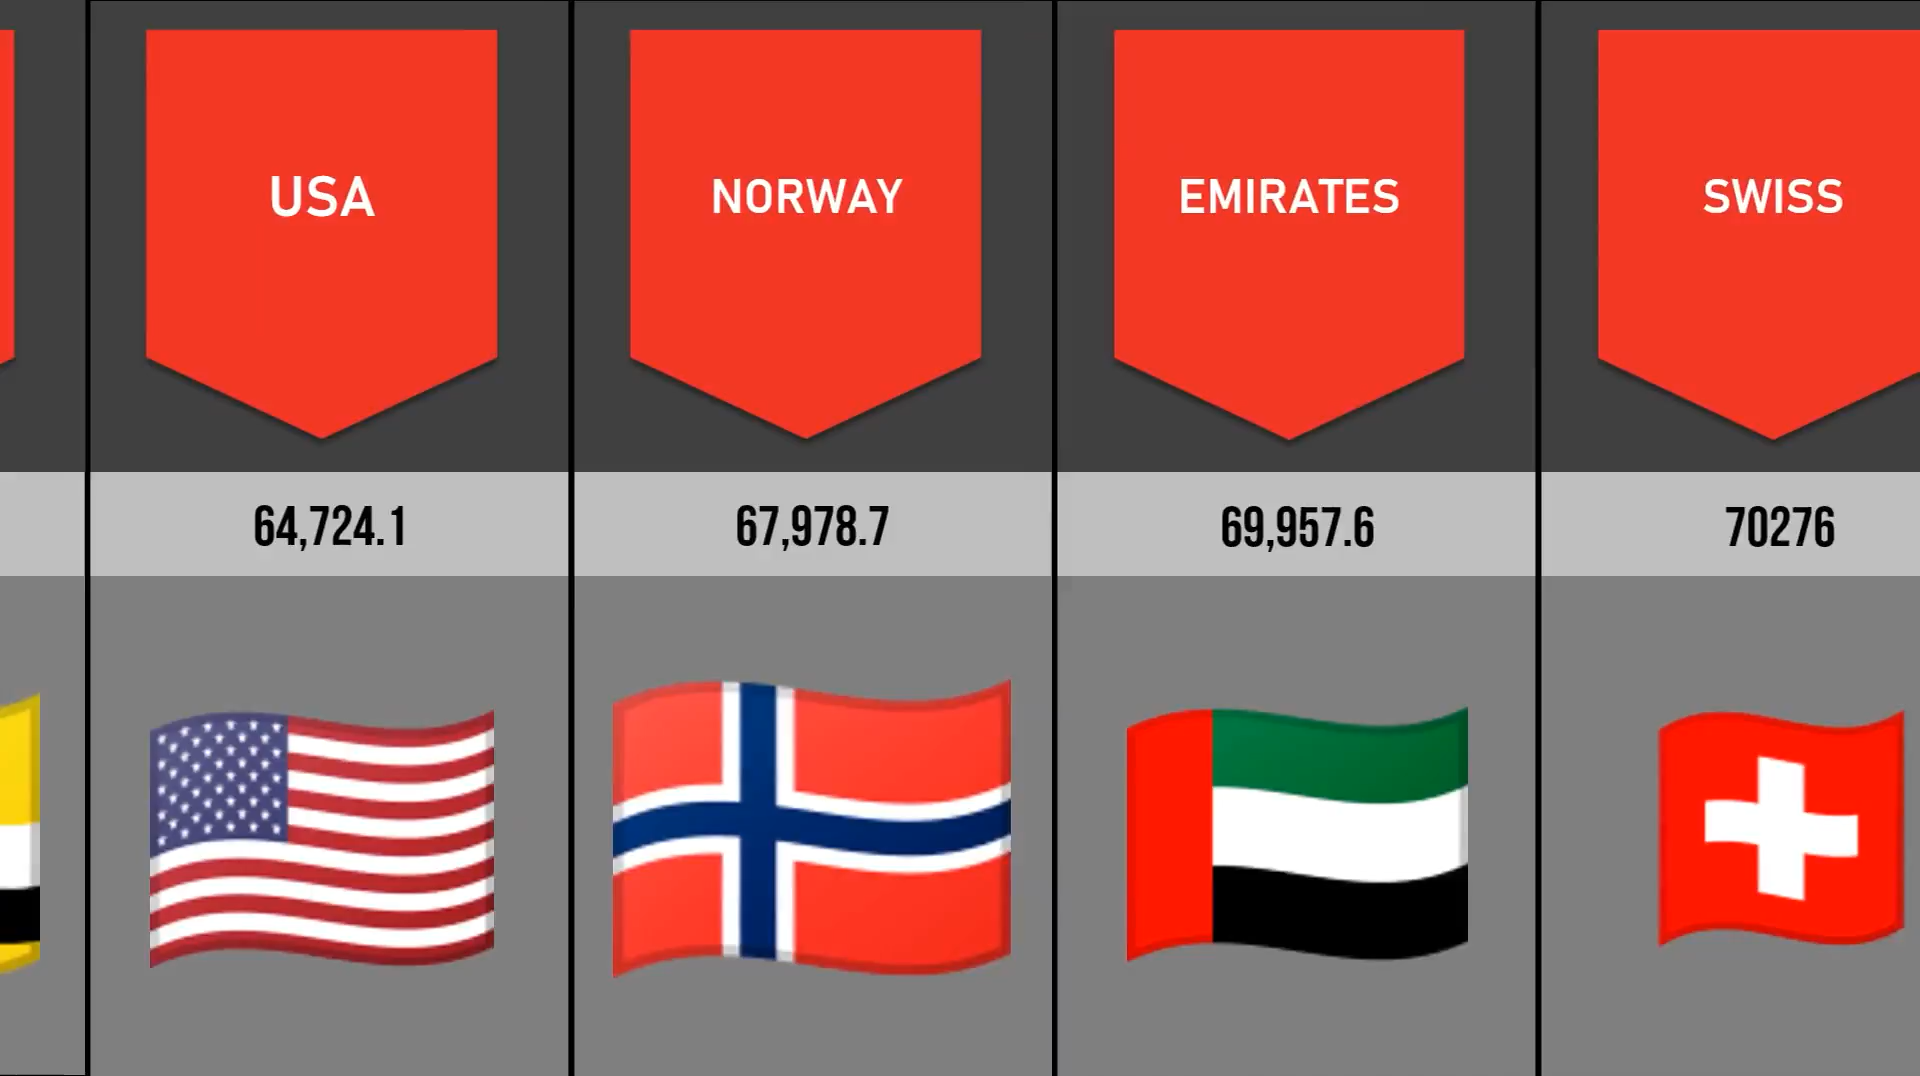 USA
NORWAY
EMIRATES
SWISS
64,724.1
67,978.7
69,957.6
70276